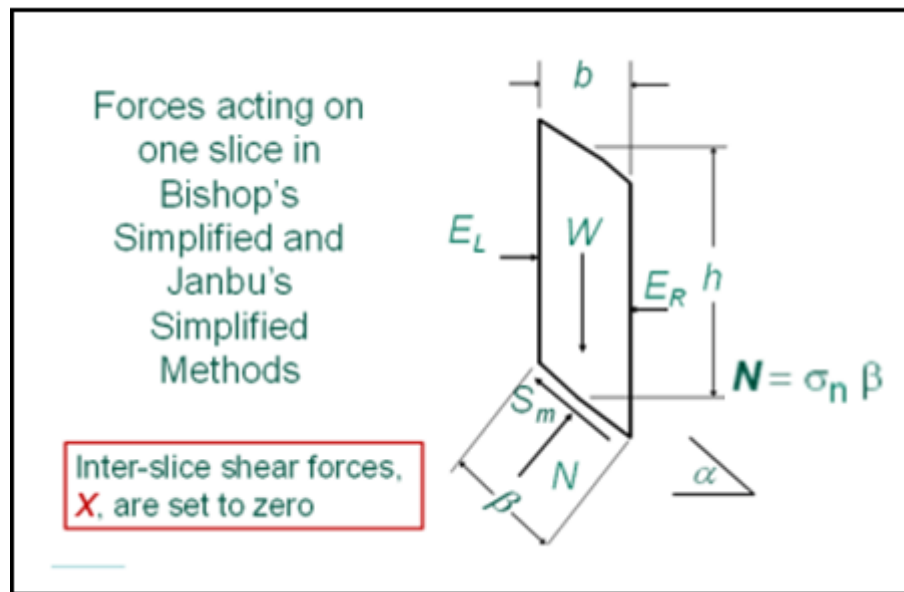 Forces acting on
one slice in
Bishop's
Simplified and
Janbu's
Simplified
Methods
Inter-slice shear forces,
X, are set to zero
b
E_L
W
E_R
h
S_m
N
β
N = σ_n β
α